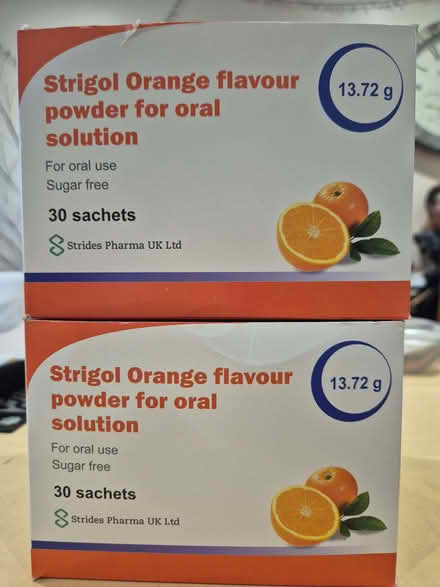 Strigol Orange flavour
powder for oral
solution
13.72 g
For oral use
Sugar free
30 sachets
Strides Pharma UK Ltd
Strigol Orange flavour
powder for oral
solution
13.72 g
For oral use
Sugar free
30 sachets
Strides Pharma UK Ltd